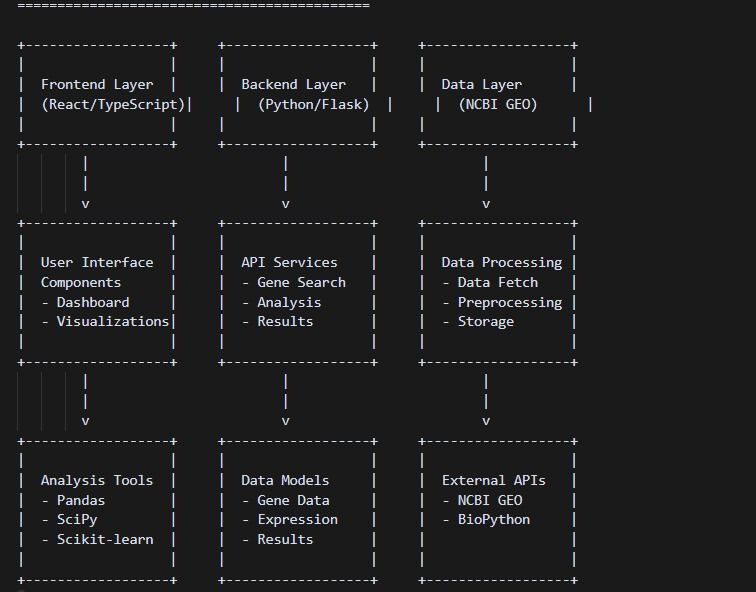 ============================================
+------------------+     +------------------+     +------------------+
|                  |     |                  |     |                  |
|  Frontend Layer  |     |  Backend Layer   |     |  Data Layer      |
|  (React/TypeScript)|     |  (Python/Flask)  |     |  (NCBI GEO)      |
|                  |     |                  |     |                  |
+------------------+     +------------------+     +------------------+
        |                        |                        |
        |                        |                        |
        v                        v                        v
+------------------+     +------------------+     +------------------+
|                  |     |                  |     |                  |
|  User Interface  |     |  API Services    |     |  Data Processing |
|  Components      |     |  - Gene Search   |     |  - Data Fetch    |
|  - Dashboard     |     |  - Analysis      |     |  - Preprocessing |
|  - Visualizations|     |  - Results       |     |  - Storage       |
|                  |     |                  |     |                  |
+------------------+     +------------------+     +------------------+
        |                        |                        |
        |                        |                        |
        v                        v                        v
+------------------+     +------------------+     +------------------+
|                  |     |                  |     |                  |
|  Analysis Tools  |     |  Data Models     |     |  External APIs   |
|  - Pandas        |     |  - Gene Data     |     |  - NCBI GEO      |
|  - SciPy         |     |  - Expression    |     |  - BioPython     |
|  - Scikit-learn  |     |  - Results       |     |                  |
|                  |     |                  |     |                  |
+------------------+     +------------------+     +------------------+